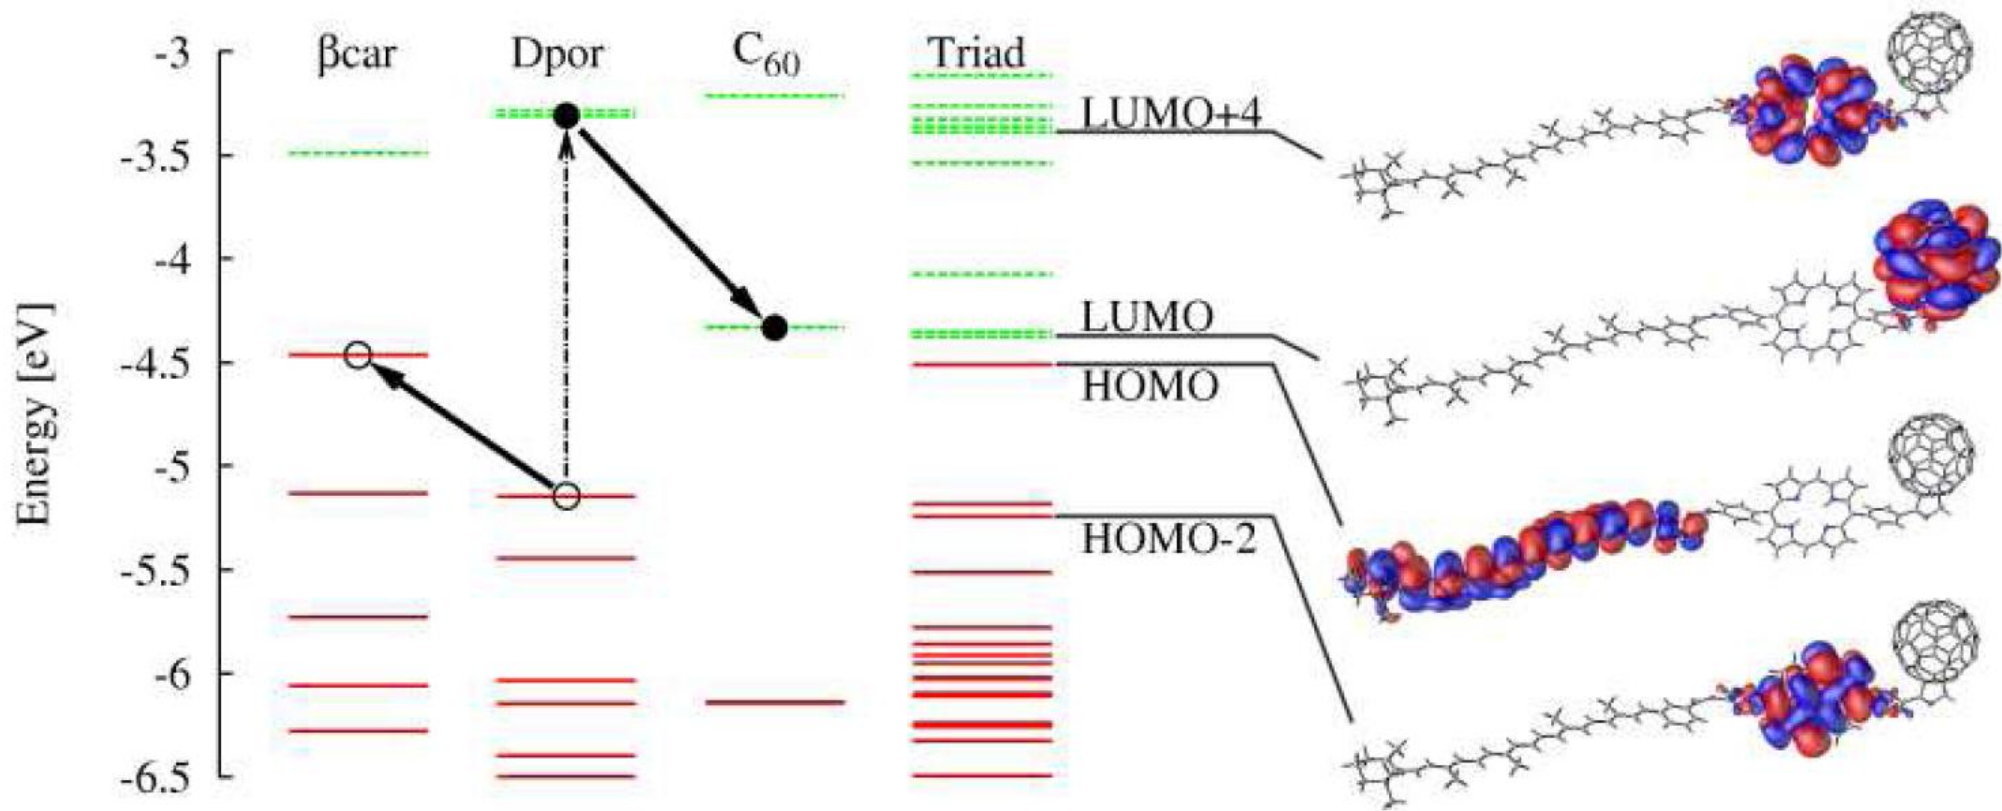 βcar Dpor C60 Triad
-3
-3.5
-4
-4.5
-5
-5.5
-6
-6.5
Energy [eV]
LUMO+4
LUMO
HOMO
HOMO-2